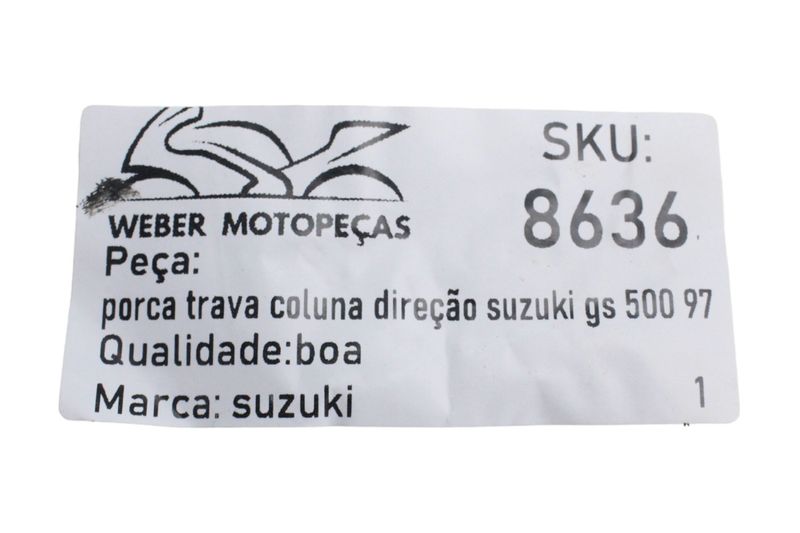 WEBER MOTOPEÇAS
SKU:
8636
Peça:
porca trava coluna direção suzuki gs 500 97
Qualidade:boa
Marca: suzuki
1